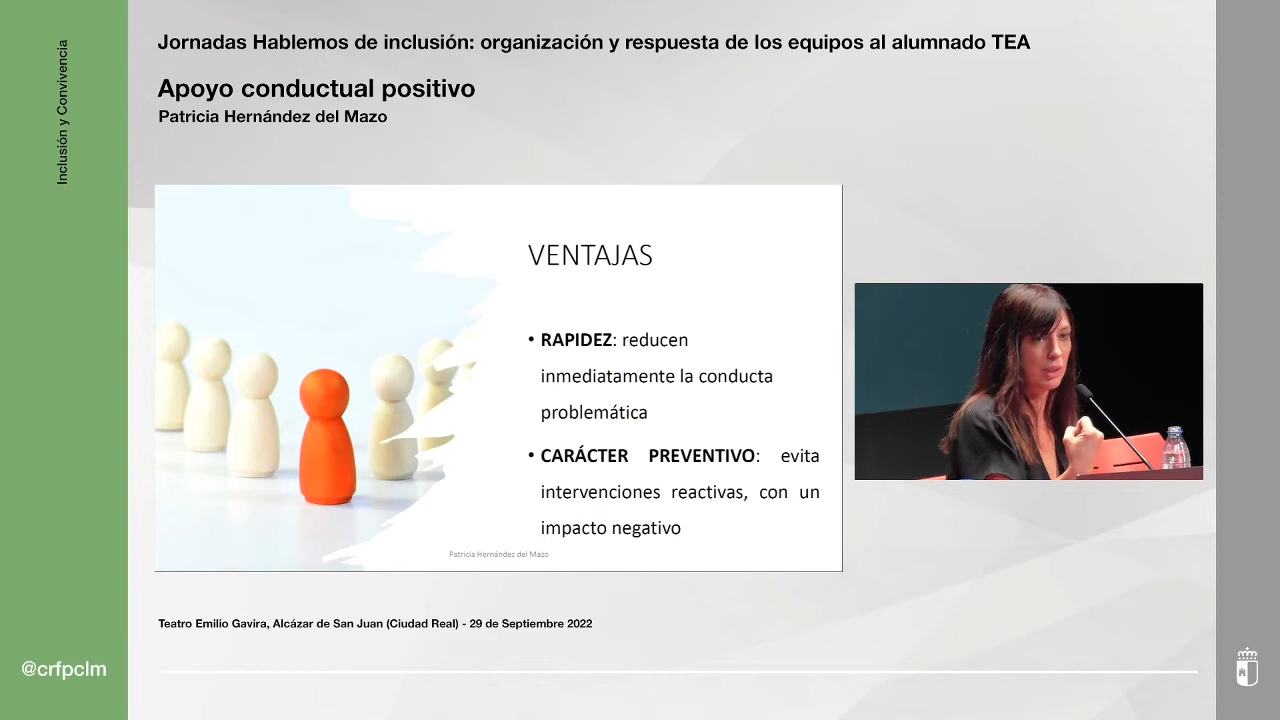 Inclusión y Convivencia
Jornadas Hablemos de inclusión: organización y respuesta de los equipos al alumnado TEA
Apoyo conductual positivo
Patricia Hernández del Mazo
VENTAJAS
• RAPIDEZ: reducen
inmediatamente la conducta
problemática
• CARÁCTER PREVENTIVO: evita
intervenciones reactivas, con un
impacto negativo
Patricia Hernández del Mazo
Teatro Emilio Gavira, Alcázar de San Juan (Ciudad Real) - 29 de Septiembre 2022
@crfpclm